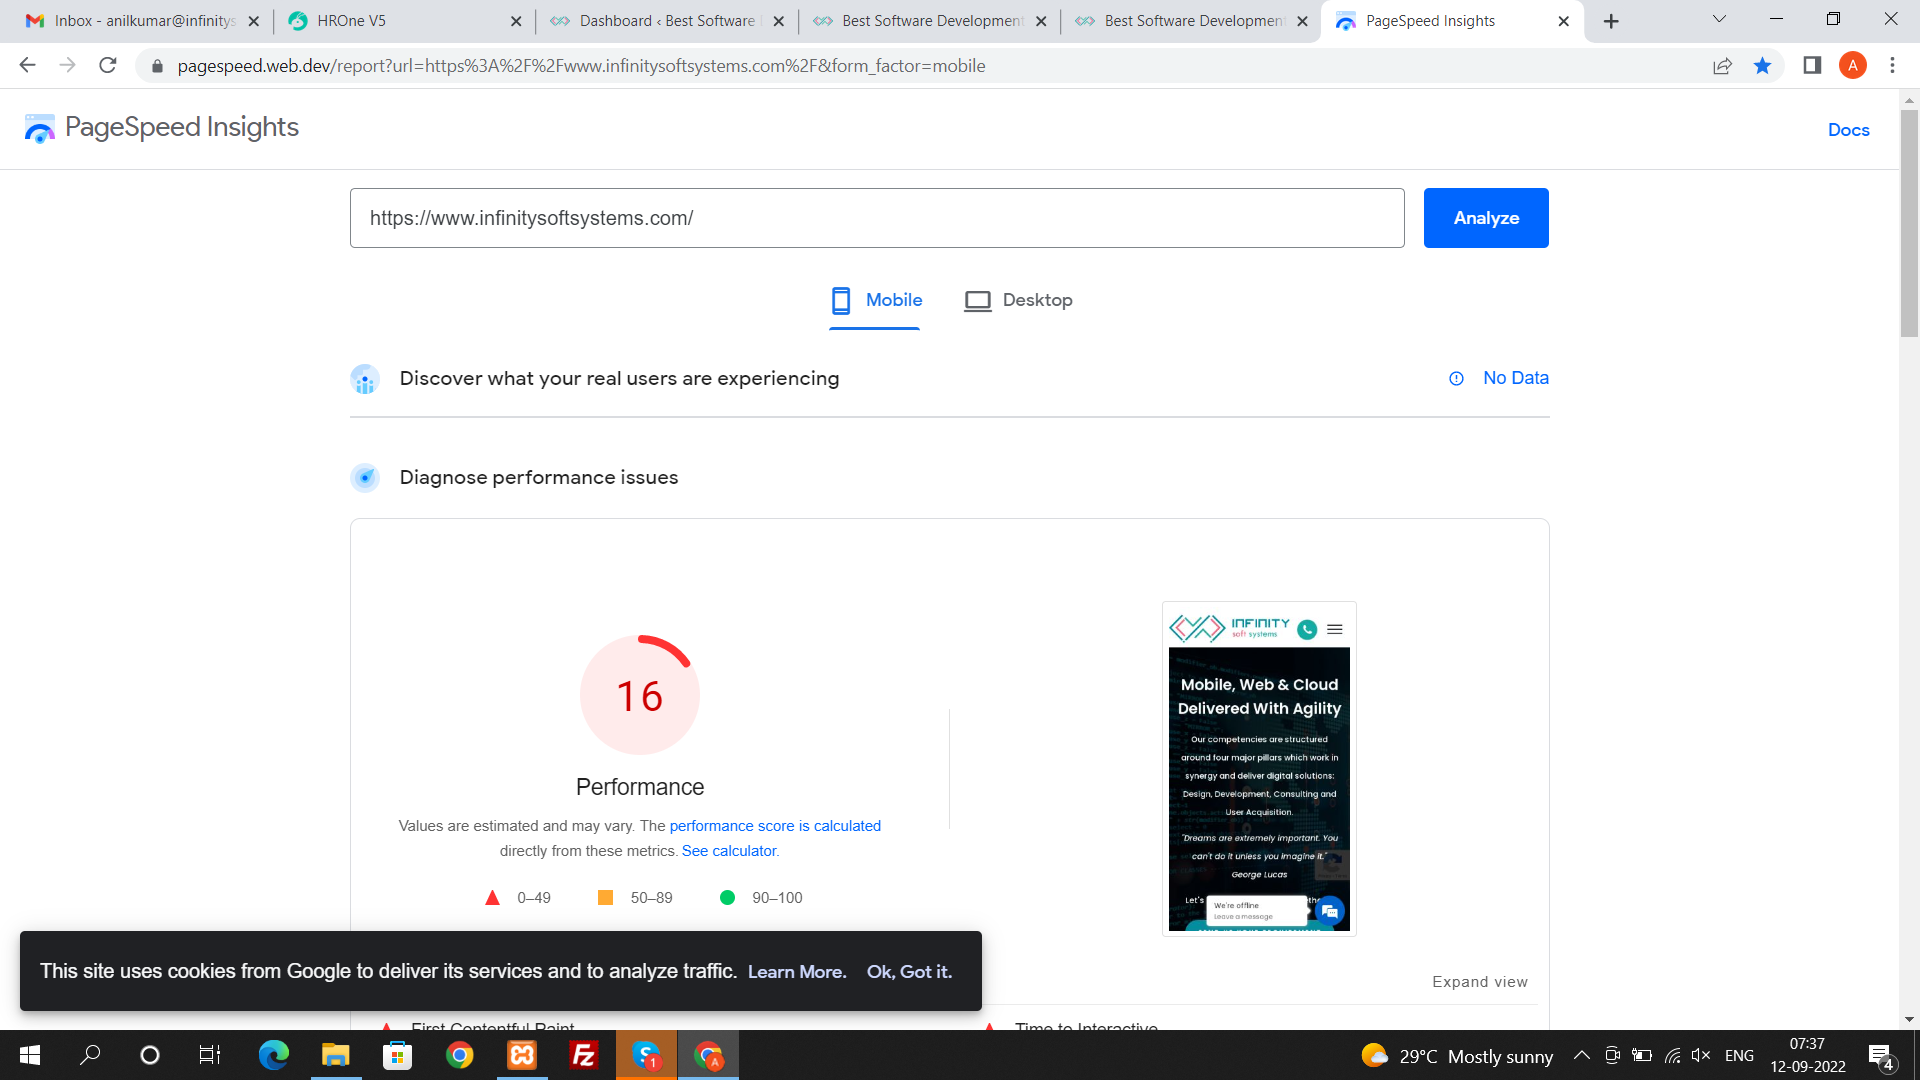 Inbox - anilkumar@infinitys
HROne V5
Dashboard ‹ Best Software
Best Software Development
Best Software Development
PageSpeed Insights
pagespeed.web.dev/report?url=https%3A%2F%2Fwww.infinitysoftsystems.com%2F&form_factor=mobile
A
PageSpeed Insights
Docs
https://www.infinitysoftsystems.com/
Analyze
Mobile
Desktop
Discover what your real users are experiencing
No Data
Diagnose performance issues
16
Performance
Values are estimated and may vary. The performance score is calculated
directly from these metrics. See calculator.
0–49
50–89
90–100
INFINITY
soft systems
Mobile, Web & Cloud
Delivered With Agility
Our competencies are structured
around four major pillars which work in
synergy and deliver digital solutions:
Design, Development, Consulting and
User Acquisition.
"Dreams are extremely important. You
can't do it unless you imagine it."
George Lucas
Let's
We're offline
Leave a message
Expand view
This site uses cookies from Google to deliver its services and to analyze traffic. Learn More. Ok, Got it.
First Contentful Paint
Time to Interactive
Fz
1
A
29°C Mostly sunny
ENG
07:37
12-09-2022
4